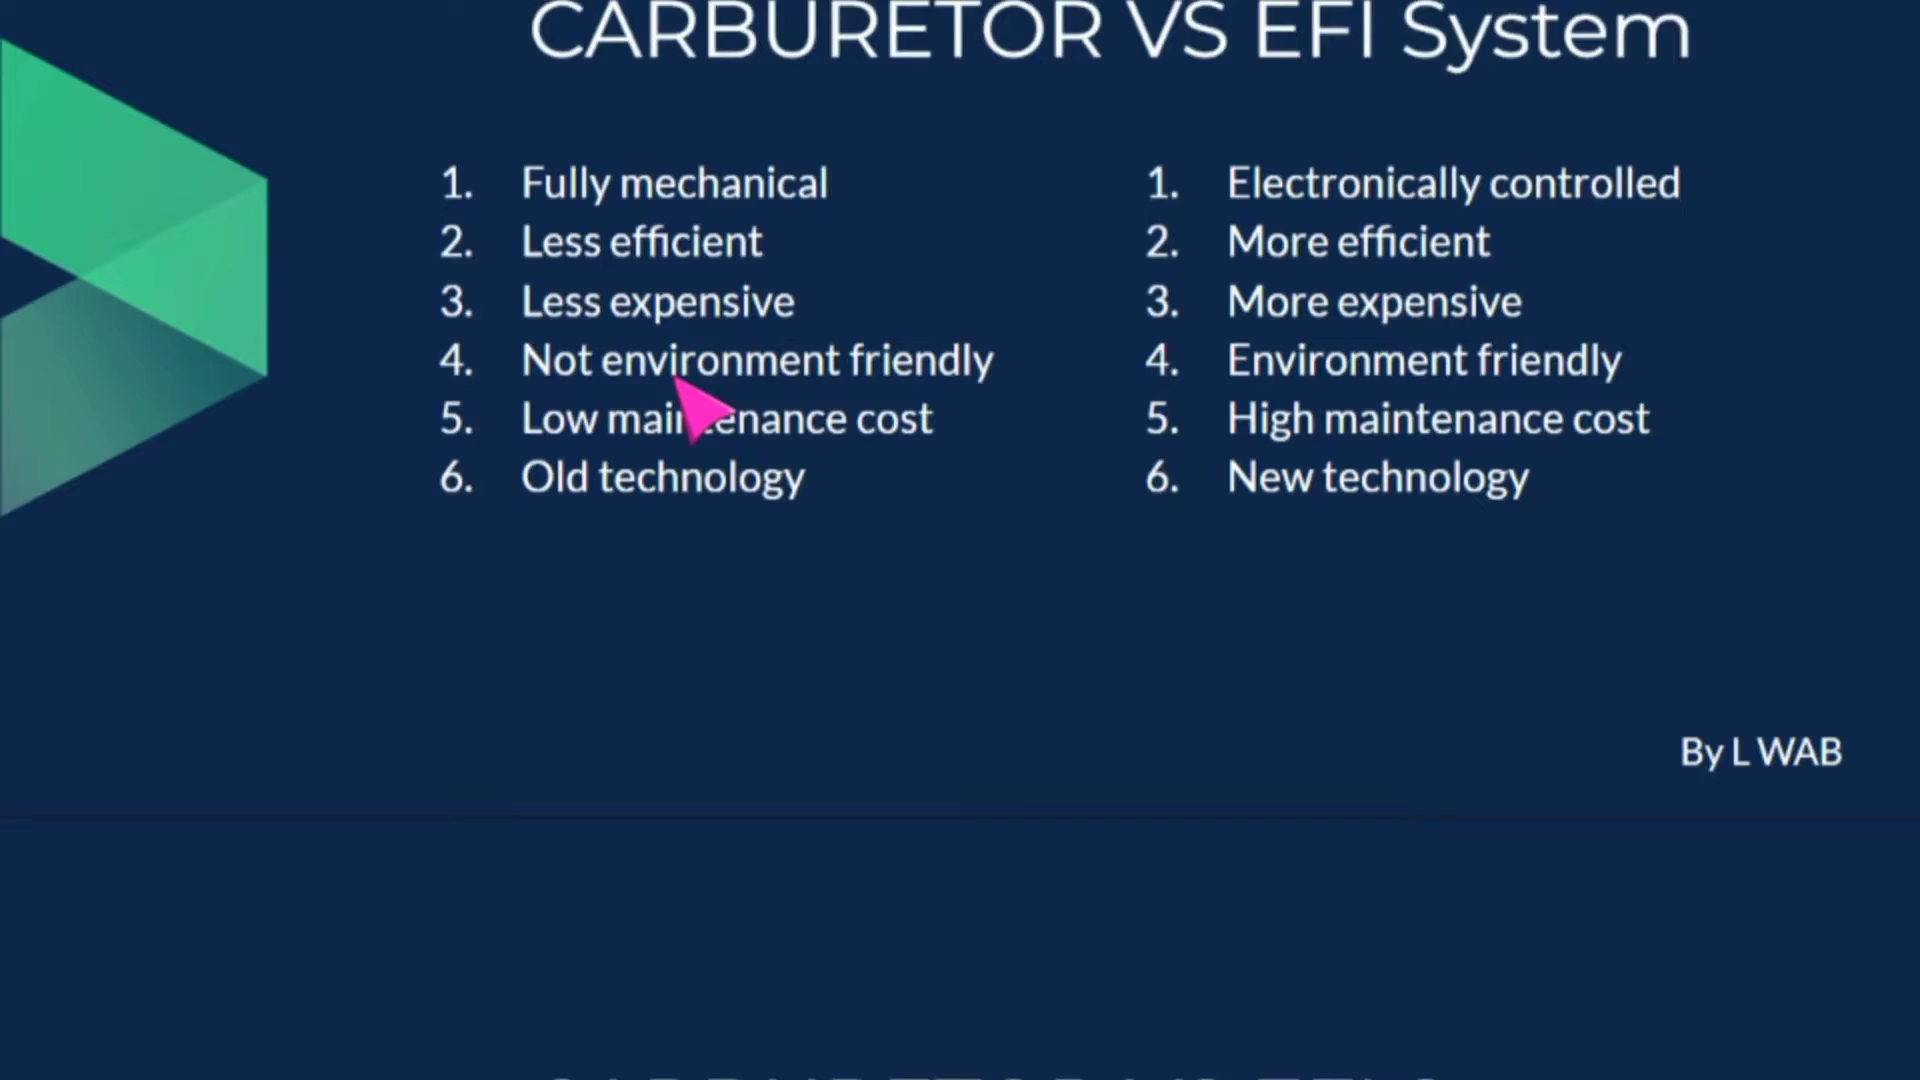 CARBURETOR VS EFI System
1. Fully mechanical
2. Less efficient
3. Less expensive
4. Not environment friendly
5. Low maintenance cost
6. Old technology
1. Electronically controlled
2. More efficient
3. More expensive
4. Environment friendly
5. High maintenance cost
6. New technology
By L WAB